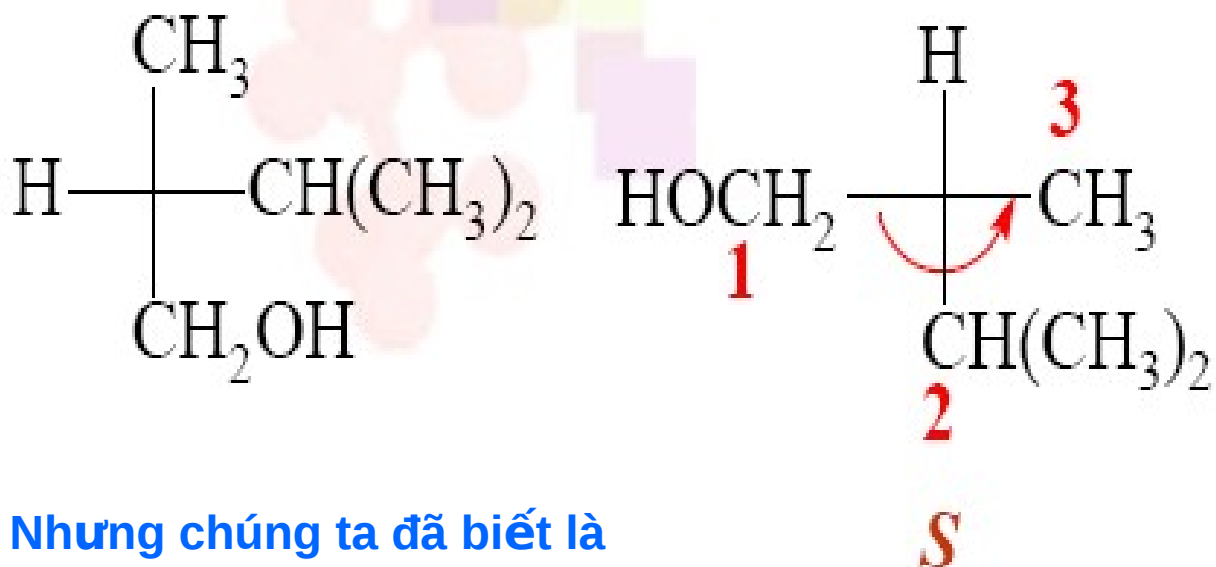 CH₃
H CH(CH₃)₂
CH₂OH
H
3
HOCH₂ CH₃
1
CH(CH₃)₂
2
S
Nhưng chúng ta đã biết là